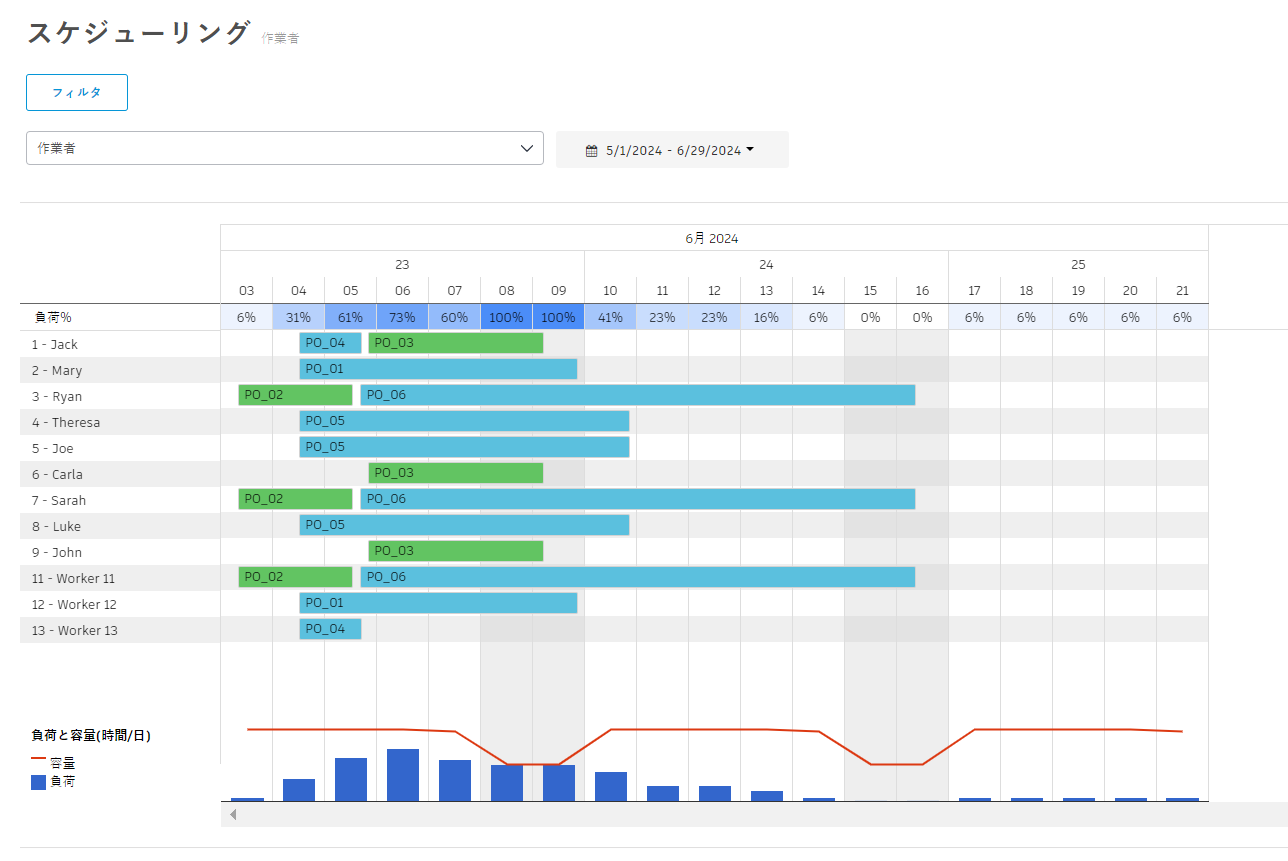 スケジューリング 作業者
フィルタ
作業者
5/1/2024 - 6/29/2024
6月 2024
23 24 25
03 04 05 06 07 08 09 10 11 12 13 14 15 16 17 18 19 20 21
負荷% 6% 31% 61% 73% 60% 100% 100% 41% 23% 23% 16% 6% 0% 0% 6% 6% 6% 6% 6%
1 - Jack PO_04 PO_03
2 - Mary PO_01
3 - Ryan PO_02 PO_06
4 - Theresa PO_05
5 - Joe PO_05
6 - Carla PO_03
7 - Sarah PO_02 PO_06
8 - Luke PO_05
9 - John PO_03
11 - Worker 11 PO_02 PO_06
12 - Worker 12 PO_01
13 - Worker 13 PO_04
負荷と容量(時間/日)
容量
負荷